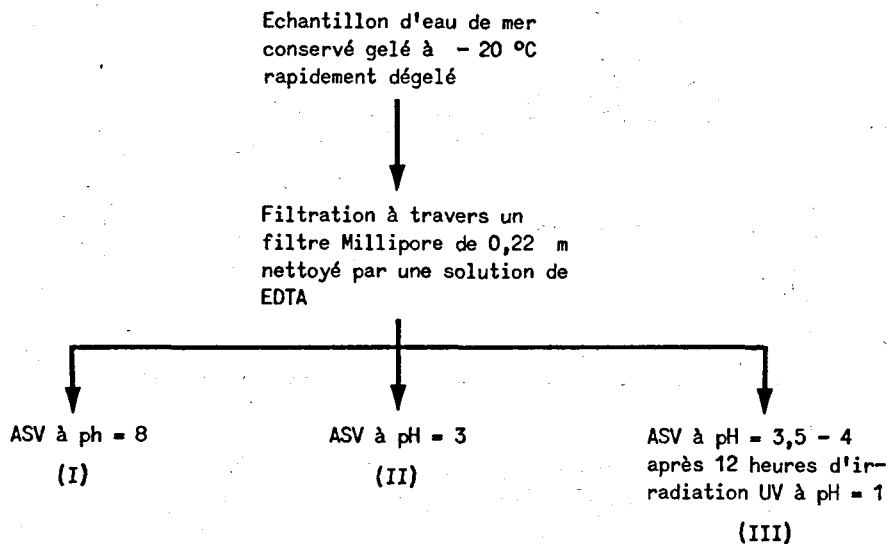 Echantillon d'eau de mer
conservé gelé à - 20 °C
rapidement dégelé
Filtration à travers un
filtre Millipore de 0,22 m
nettoyé par une solution de
EDTA
ASV à ph = 8
(I)
ASV à pH = 3
(II)
ASV à pH = 3,5 - 4
après 12 heures d'ir-
radiation UV à pH = 1
(III)